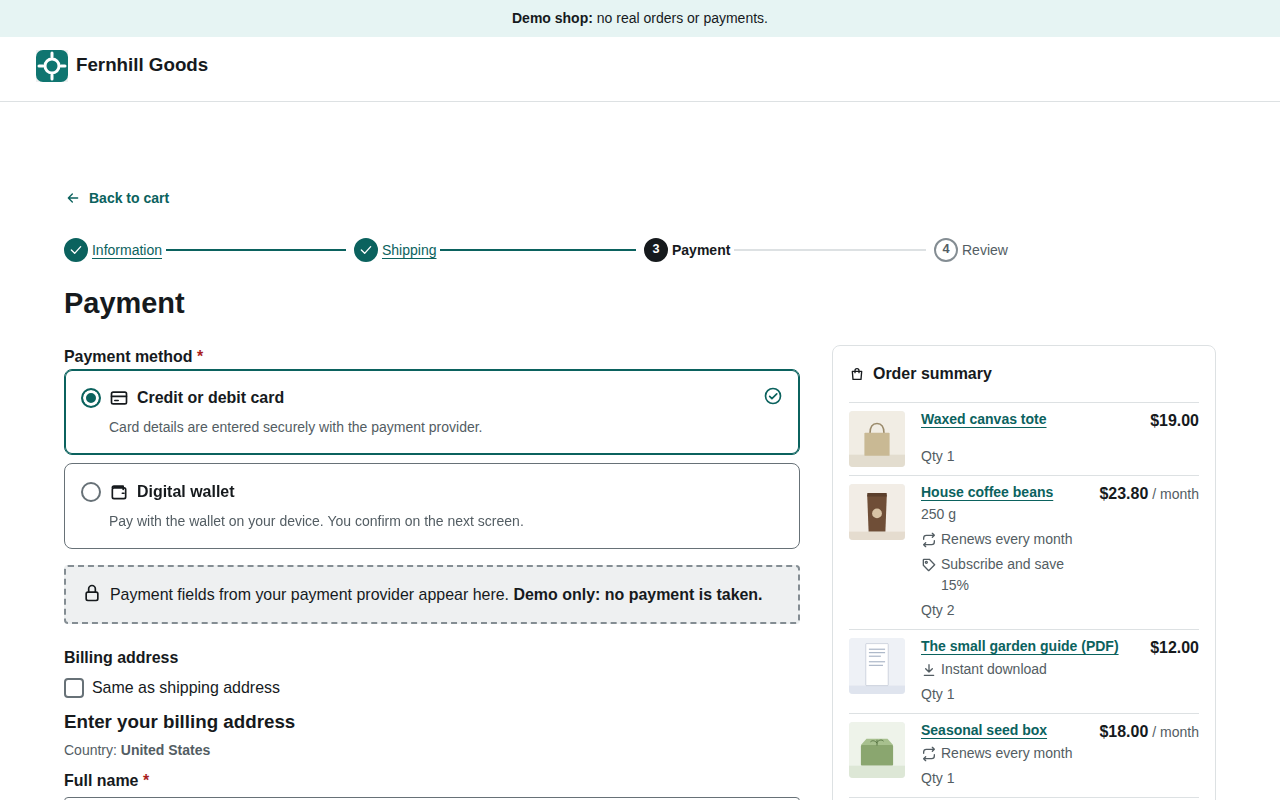 Demo shop: no real orders or payments.
Fernhill Goods
Back to cart
Information
Shipping
3 Payment
4 Review
Payment
Payment method *
Credit or debit card
Card details are entered securely with the payment provider.
Digital wallet
Pay with the wallet on your device. You confirm on the next screen.
Payment fields from your payment provider appear here. Demo only: no payment is taken.
Billing address
Same as shipping address
Enter your billing address
Country: United States
Full name *
Order summary
Waxed canvas tote $19.00
Qty 1
House coffee beans $23.80 / month
250 g
Renews every month
Subscribe and save
15%
Qty 2
The small garden guide (PDF) $12.00
Instant download
Qty 1
Seasonal seed box $18.00 / month
Renews every month
Qty 1